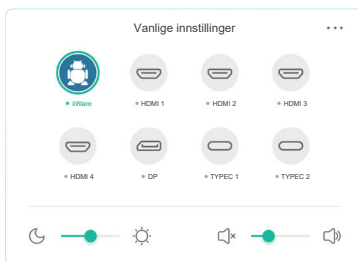 Vanlige innstillinger
iiWare
HDMI 1
HDMI 2
HDMI 3
HDMI 4
DP
TYPEC 1
TYPEC 2